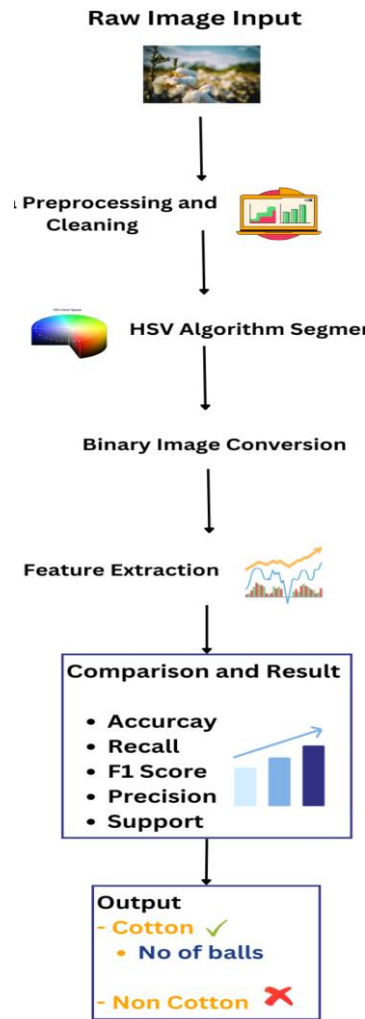 Raw Image Input
Preprocessing and
Cleaning
HSV Algorithm Segmen
Binary Image Conversion
Feature Extraction
Comparison and Result
• Accurcay
• Recall
• F1 Score
• Precision
• Support
Output
- Cotton
• No of balls
- Non Cotton